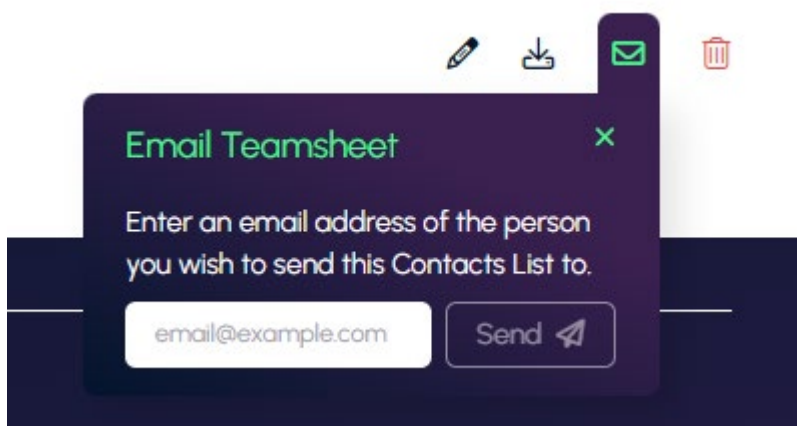 Email Teamsheet
Enter an email address of the person
you wish to send this Contacts List to.
email@example.com Send